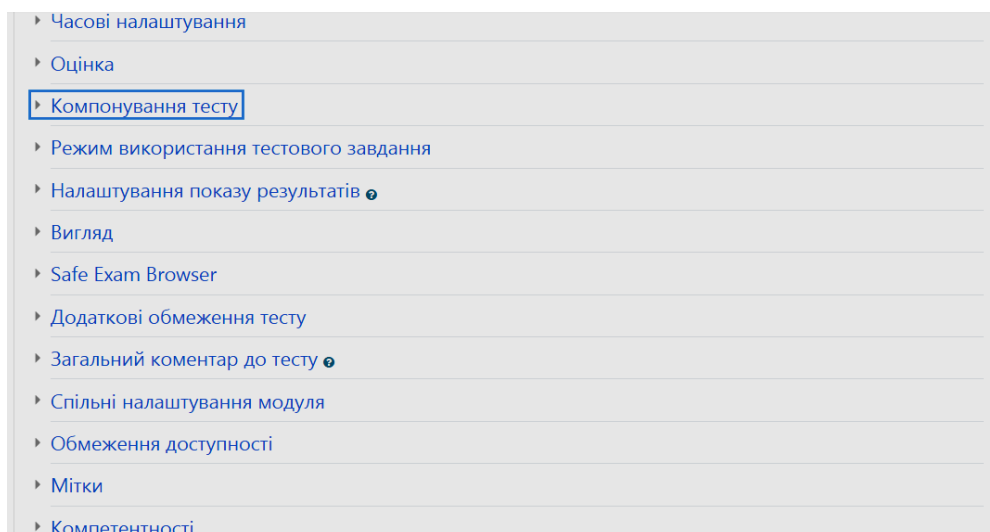 Часові налаштування
Оцінка
Компонування тесту
Режим використання тестового завдання
Налаштування показу результатів
Вигляд
Safe Exam Browser
Додаткові обмеження тесту
Загальний коментар до тесту
Спільні налаштування модуля
Обмеження доступності
Мітки
Компетентності